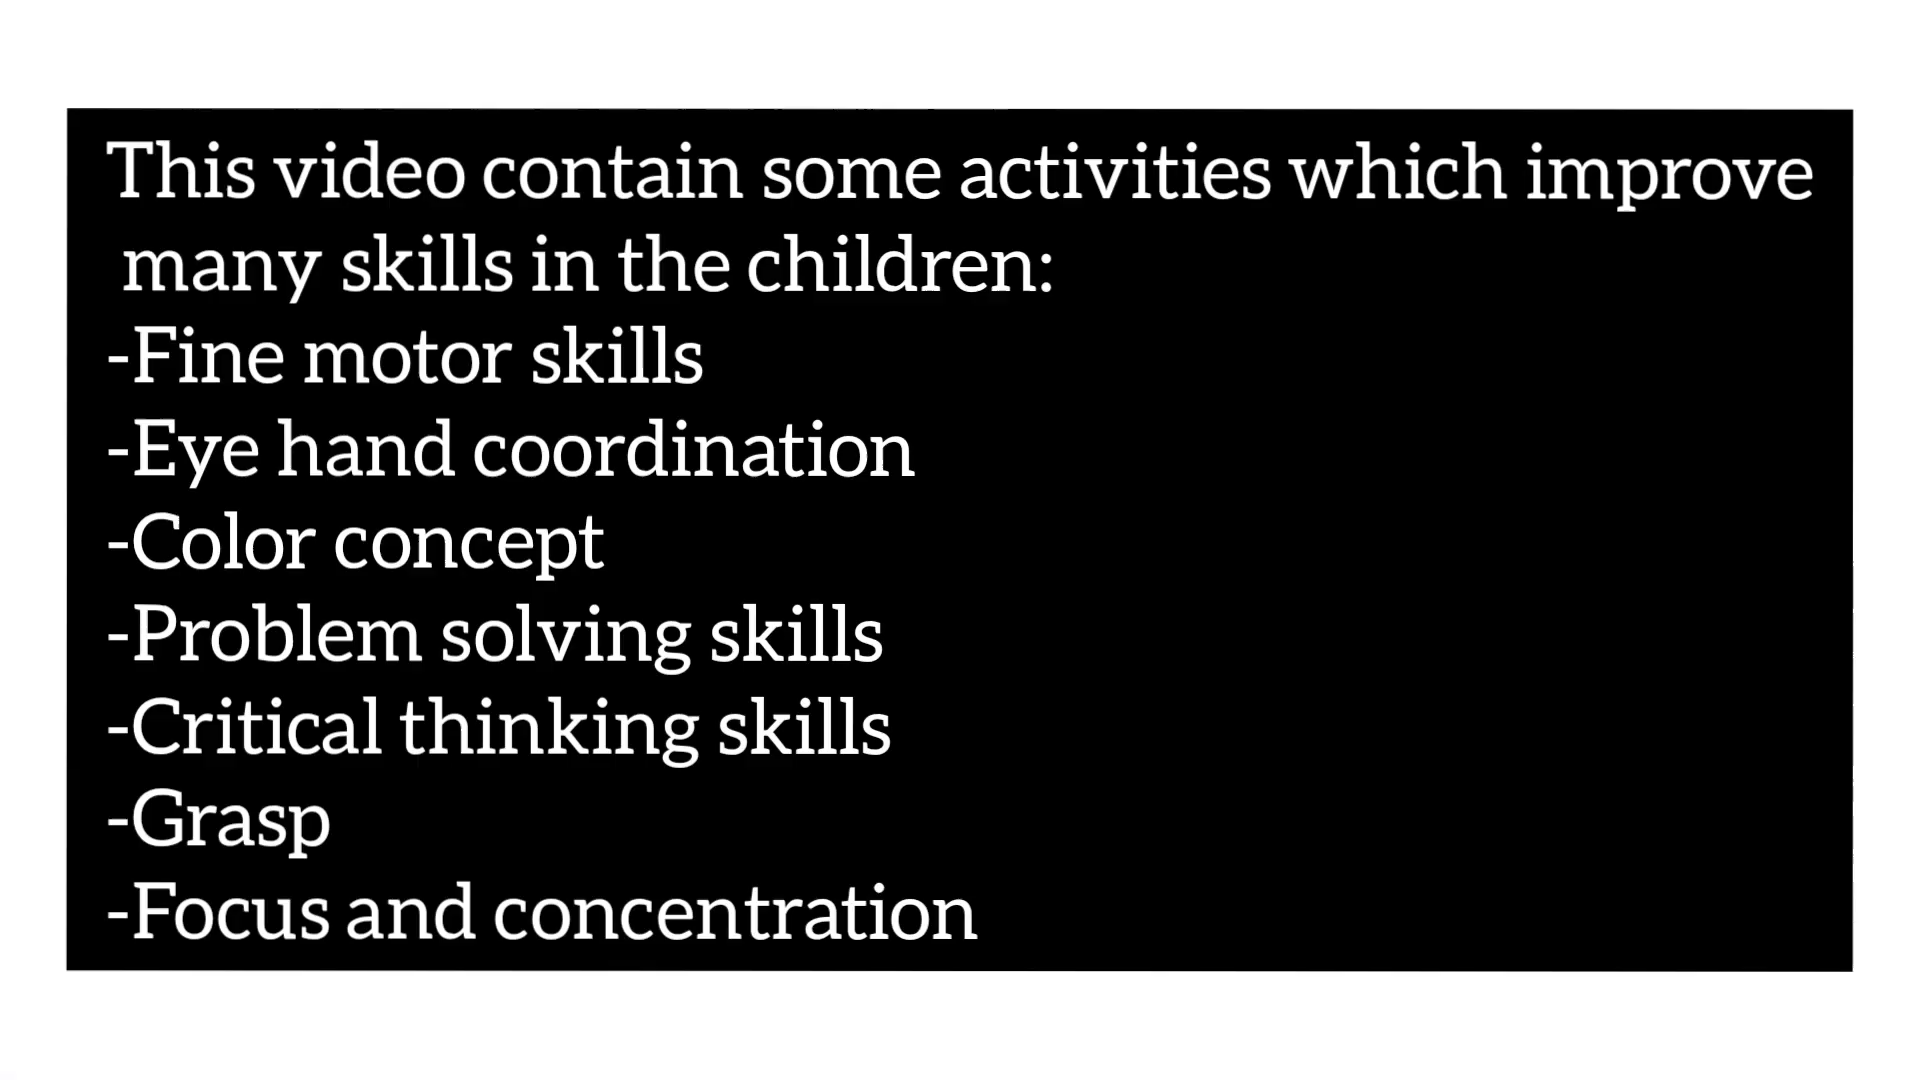 This video contain some activities which improve
many skills in the children:
-Fine motor skills
-Eye hand coordination
-Color concept
-Problem solving skills
-Critical thinking skills
-Grasp
-Focus and concentration